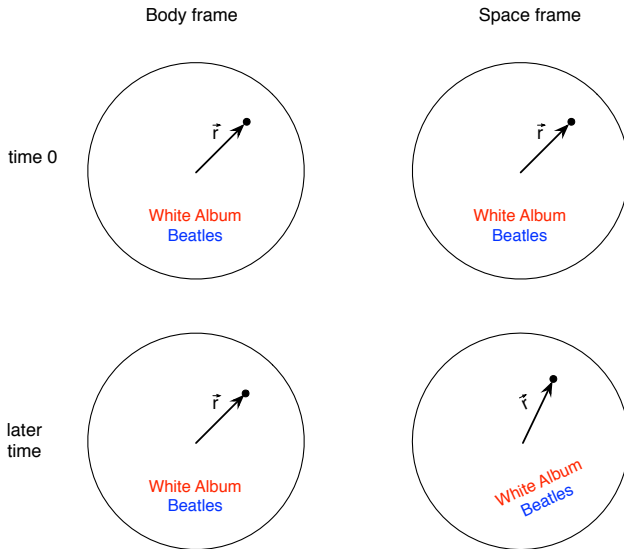 Body frame
Space frame
time 0
r
White Album
Beatles
r
White Album
Beatles
later
time
r
White Album
Beatles
r
White Album
Beatles